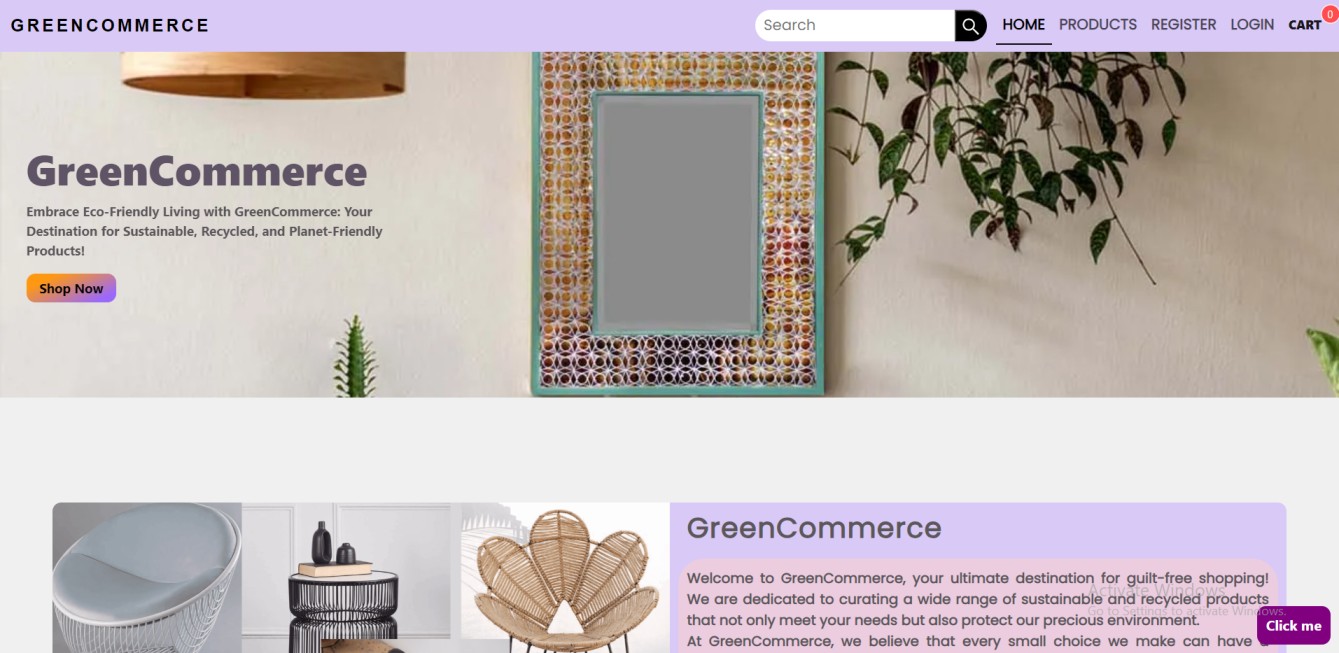 GREENCOMMERCE
Search
HOME PRODUCTS REGISTER LOGIN CART 0
GreenCommerce
Embrace Eco-Friendly Living with GreenCommerce: Your
Destination for Sustainable, Recycled, and Planet-Friendly
Products!
Shop Now
GreenCommerce
Welcome to GreenCommerce, your ultimate destination for guilt-free shopping!
We are dedicated to curating a wide range of sustainable and recycled products
that not only meet your needs but also protect our precious environment.
At GreenCommerce, we believe that every small choice we make can have a
Activate Windows
Go to Settings to activate Windows.
Click me